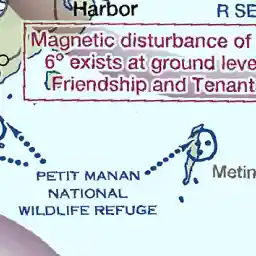 Harbor
R SE
Magnetic disturbance of
6° exists at ground leve
Friendship and Tenant
PETIT MANAN
NATIONAL
WILDLIFE REFUGE
Metin